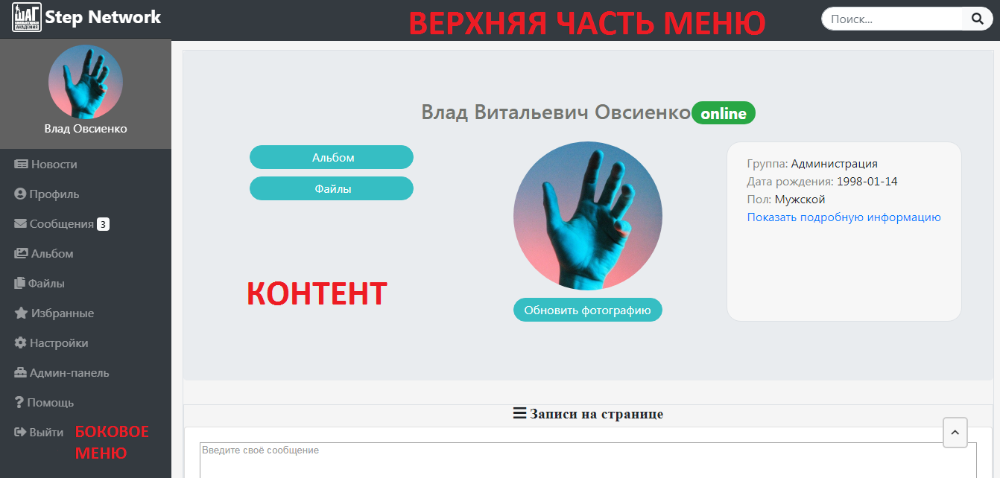 ШАГ
КОМПЬЮТЕРНАЯ
АКАДЕМИЯ
Step Network
ВЕРХНЯЯ ЧАСТЬ МЕНЮ
Поиск...
Влад Овсиенко
Новости
Профиль
Сообщения 3
Альбом
Файлы
Избранные
Настройки
Админ-панель
Помощь
Выйти
БОКОВОЕ
МЕНЮ
Влад Витальевич Овсиенко online
Альбом
Файлы
КОНТЕНТ
Обновить фотографию
Группа: Администрация
Дата рождения: 1998-01-14
Пол: Мужской
Показать подробную информацию
Записи на странице
Введите своё сообщение